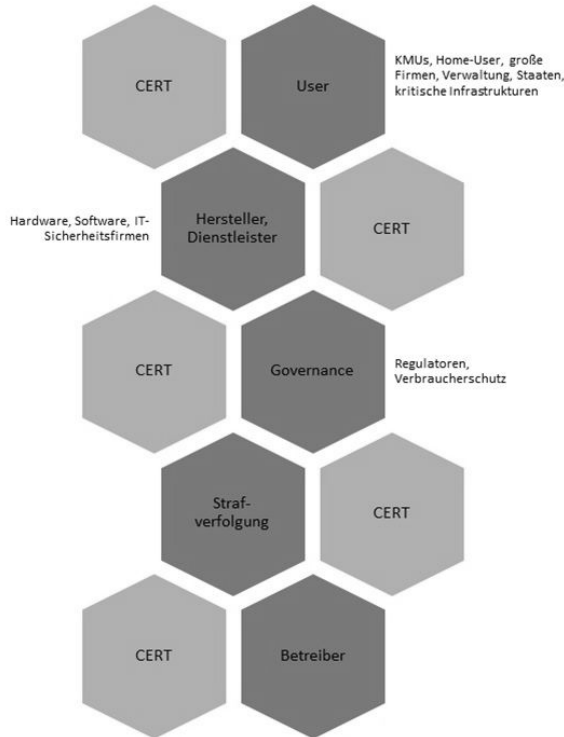 CERT
User
KMUs, Home-User, große
Firmen, Verwaltung, Staaten,
kritische Infrastrukturen
Hardware, Software, IT-
Sicherheitsfirmen
Hersteller,
Dienstleister
CERT
CERT
Governance
Regulatoren,
Verbraucherschutz
Straf-
verfolgung
CERT
CERT
Betreiber